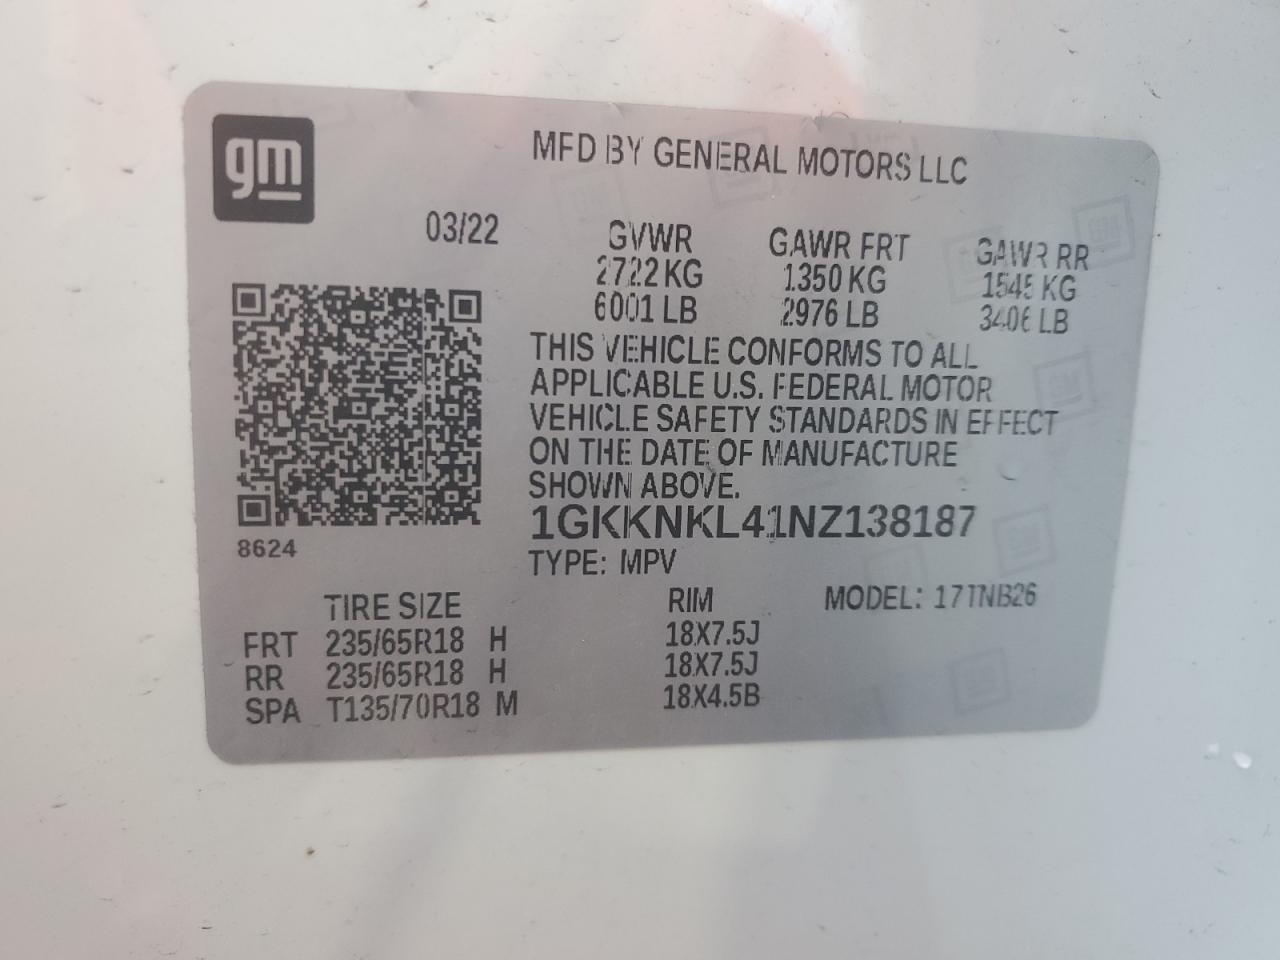 gm
MFD BY GENERAL MOTORS LLC
03/22
GVWR GAWR FRT GAWR RR
2722 KG 1350 KG 1545 KG
6001 LB 2976 LB 3406 LB
THIS VEHICLE CONFORMS TO ALL
APPLICABLE U.S. FEDERAL MOTOR
VEHICLE SAFETY STANDARDS IN EFFECT
ON THE DATE OF MANUFACTURE
SHOWN ABOVE.
1GKKNKL41NZ138187
8624
TYPE: MPV
TIRE SIZE RIM MODEL: 1TNB26
FRT 235/65R18 H 18X7.5J
RR 235/65R18 H 18X7.5J
SPA T135/70R18 M 18X4.5B